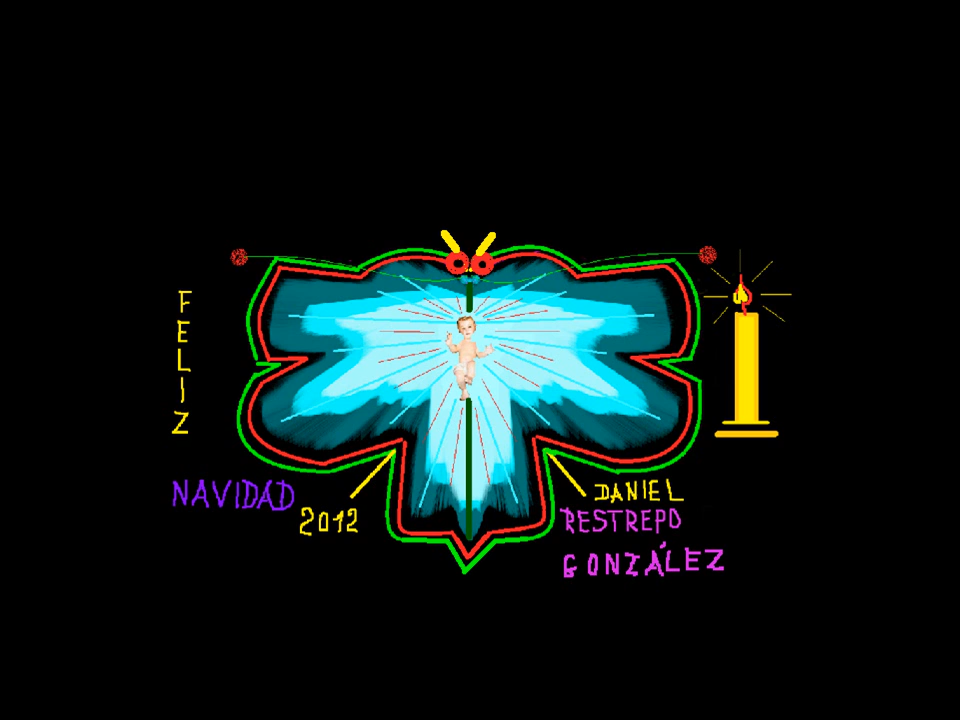 FELIZ
NAVIDAD
2012
DANIEL
RESTREPO
GONZÁLEZ